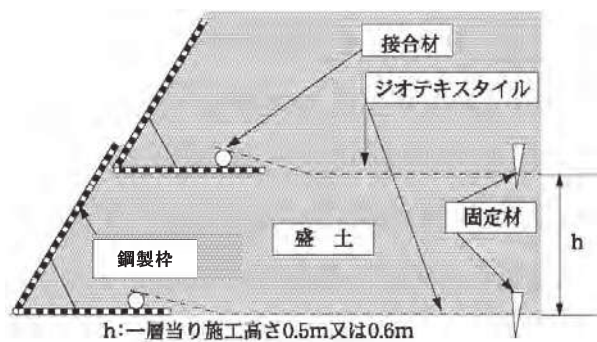 接合材
ジオテキスタイル
固定材
盛　土
h
鋼製枠
h:一層当り施工高さ0.5m又は0.6m